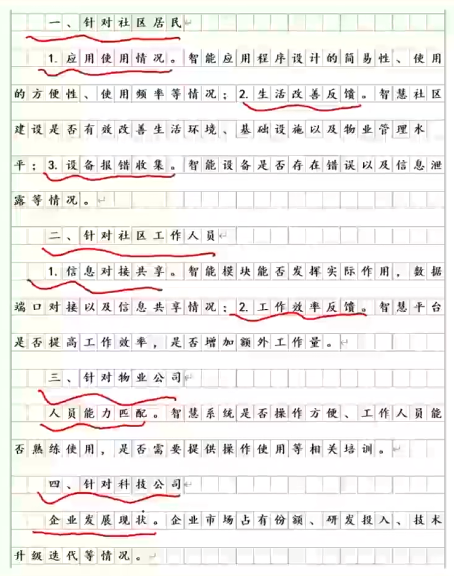 一、针对社区居民
1.应用使用情况。智能应用程序设计的简易性、使用
的方便性、使用频率等情况；2.生活改善反馈。智慧社区
建设是否有效改善生活环境、基础设施以及物业管理水
平；3.设备报错收集。智能设备是否存在错误以及信息泄
露等情况。
二、针对社区工作人员
1.信息对接共享。智能模块能否发挥实际作用，数据
端口对接以及信息共享情况；2.工作效率反馈。智慧平台
是否提高工作效率，是否增加额外工作量。
三、针对物业公司
人员能力匹配。智慧系统是否操作方便、工作人员能
否熟练使用，是否需要提供操作使用等相关培训。
四、针对科技公司
企业发展现状。企业市场占有份额、研发投入、技术
升级迭代等情况。